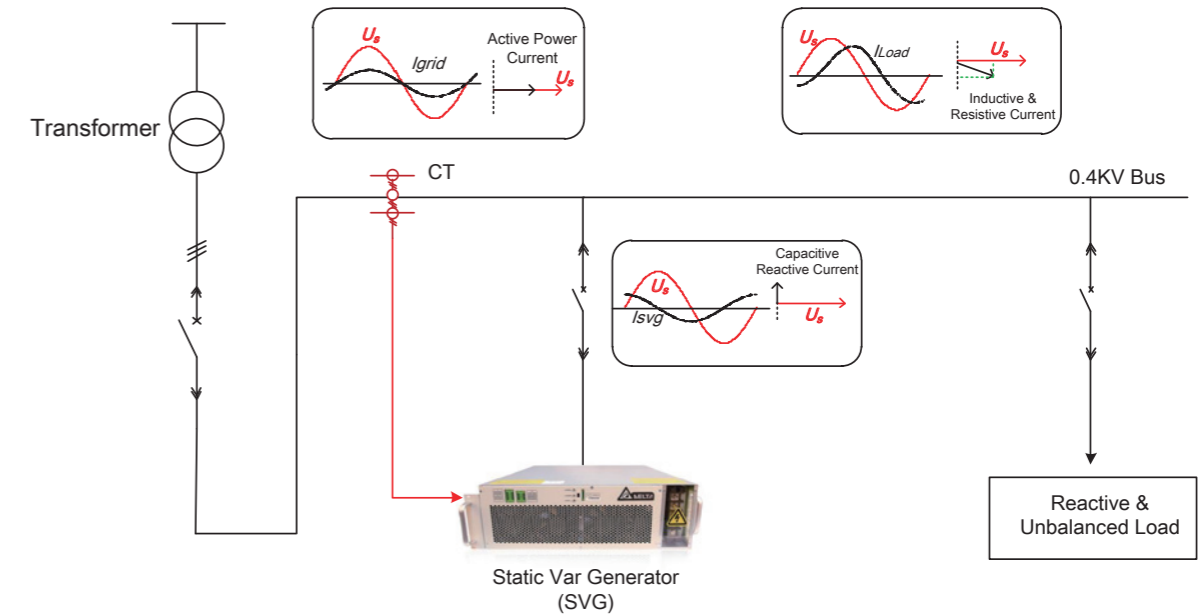 Us
Igrid
Active Power
Current
Us
Us
ILoad
Us
Inductive &
Resistive Current
Transformer
CT
0.4KV Bus
Capacitive
Reactive Current
Us
Isvg
Us
DELTA
Reactive &
Unbalanced Load
Static Var Generator
(SVG)